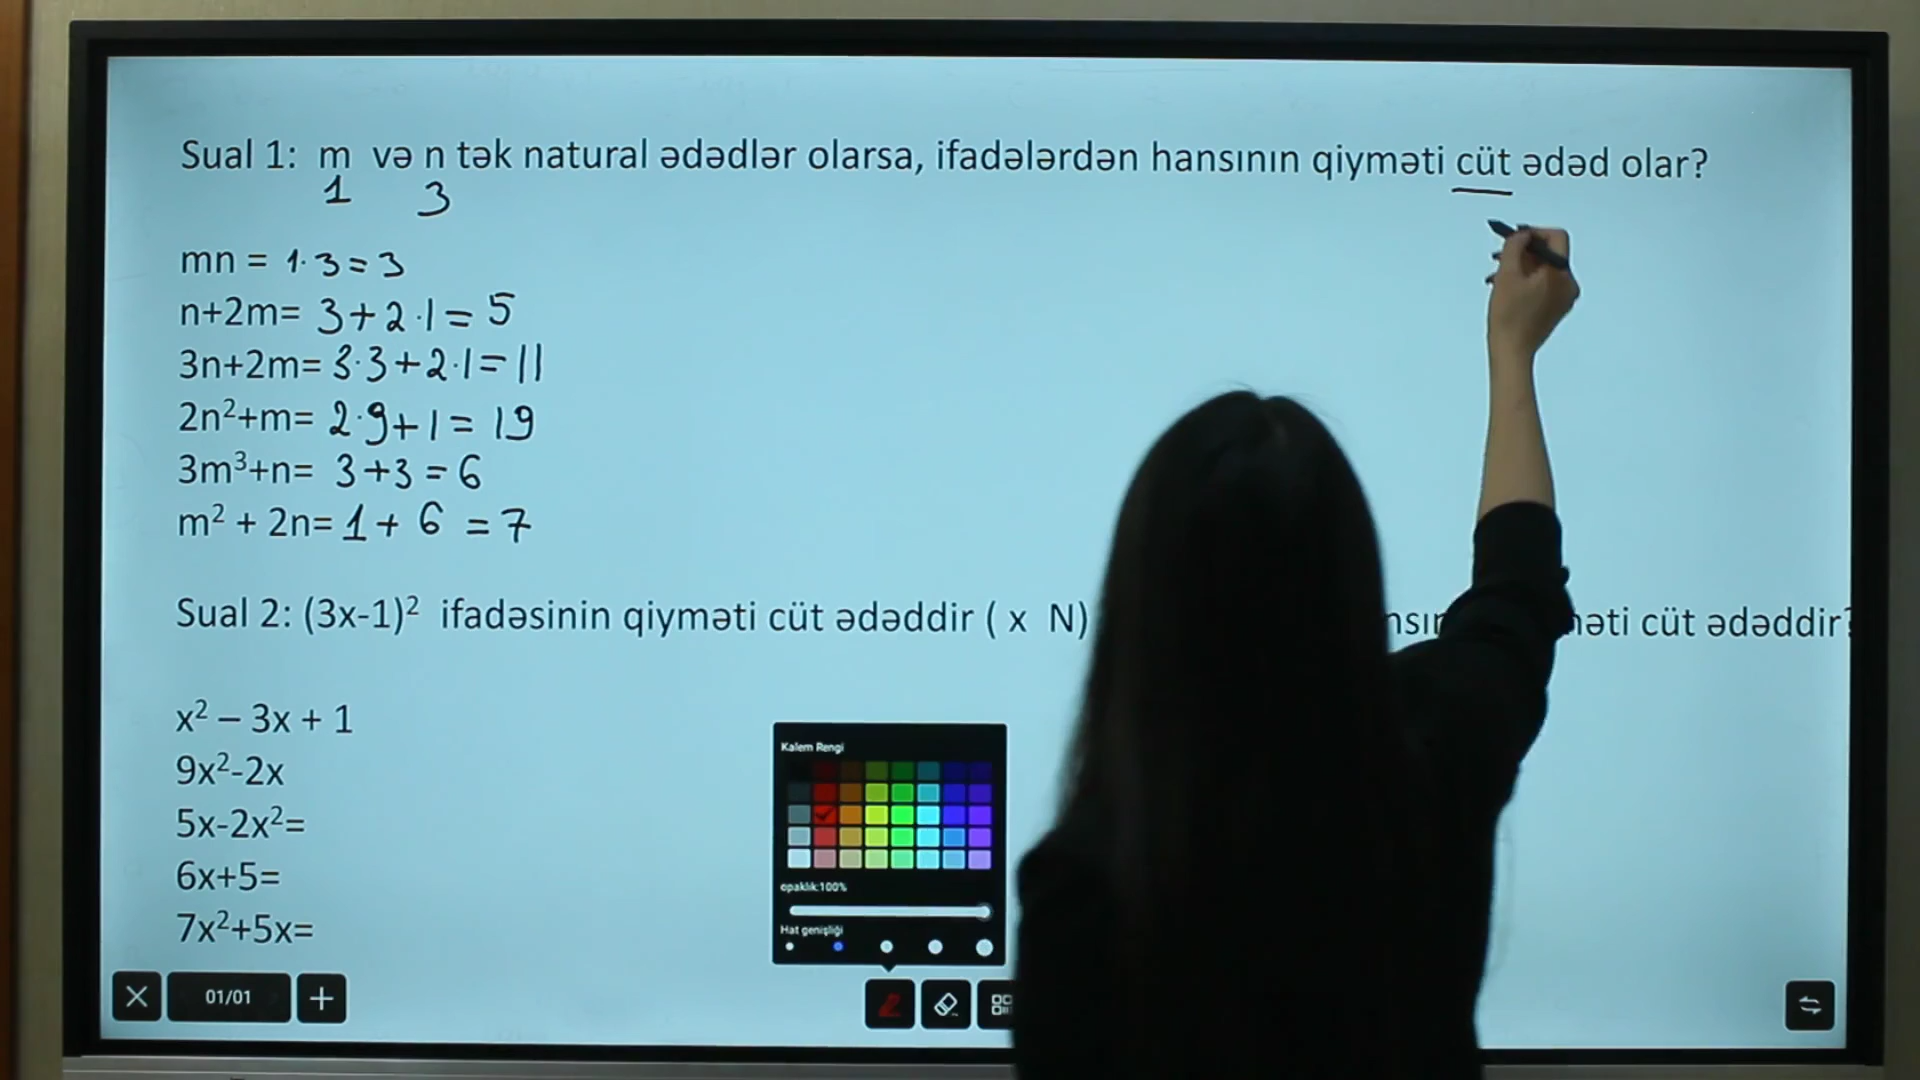 Sual 1: m və n tək natural ədədlər olarsa, ifadələrdən hansının qiyməti cüt ədəd olar?
1 3
mn = 1·3=3
n+2m= 3+2·1= 5
3n+2m= 3·3+2·1=11
2n²+m= 2·9+1= 19
3m³+n= 3+3=6
m² + 2n= 1+ 6 =7
Sual 2: (3x-1)² ifadəsinin qiyməti cüt ədəddir ( x N) cüt ədəddir?
x² – 3x + 1
9x²-2x
5x-2x²=
6x+5=
7x²+5x=
Kalem Rengi
opaklık:100%
Hat genişliği
01/01